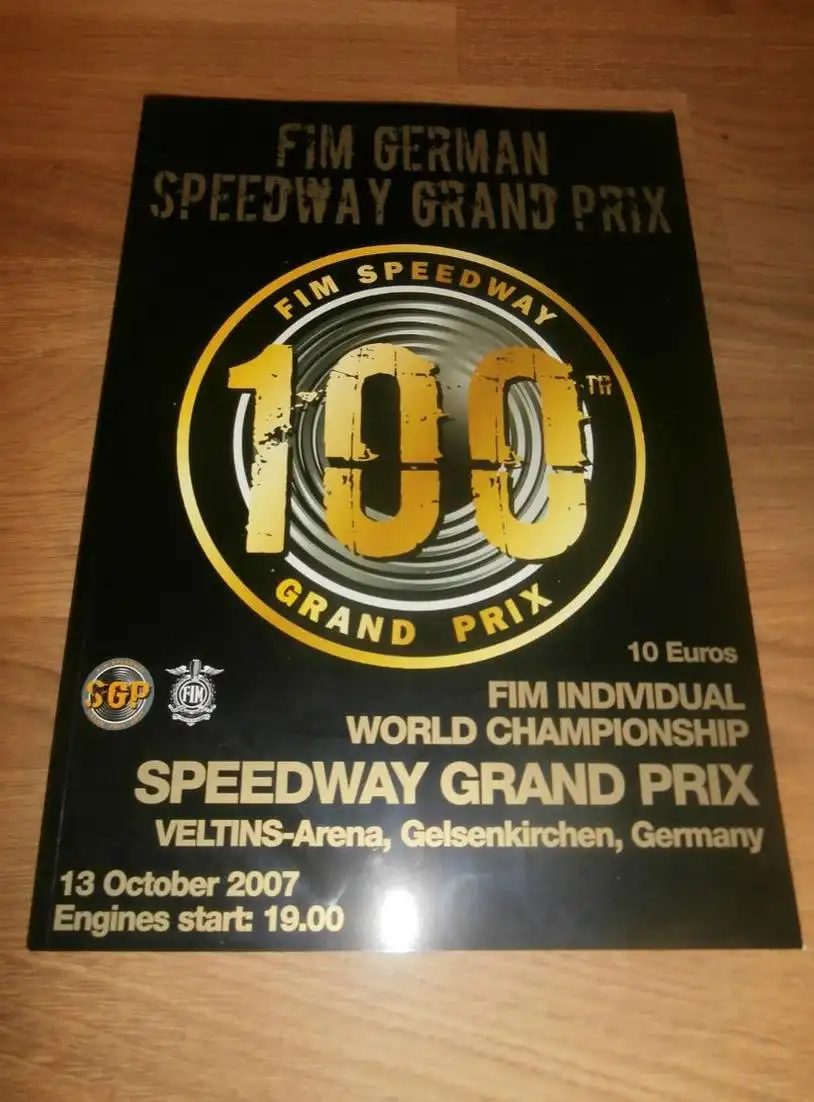 FIM GERMAN
SPEEDWAY GRAND PRIX
FIM SPEEDWAY
100TH
GRAND PRIX
10 Euros
SGP
FIM
FIM INDIVIDUAL
WORLD CHAMPIONSHIP
SPEEDWAY GRAND PRIX
VELTINS-Arena, Gelsenkirchen, Germany
13 October 2007
Engines start: 19.00